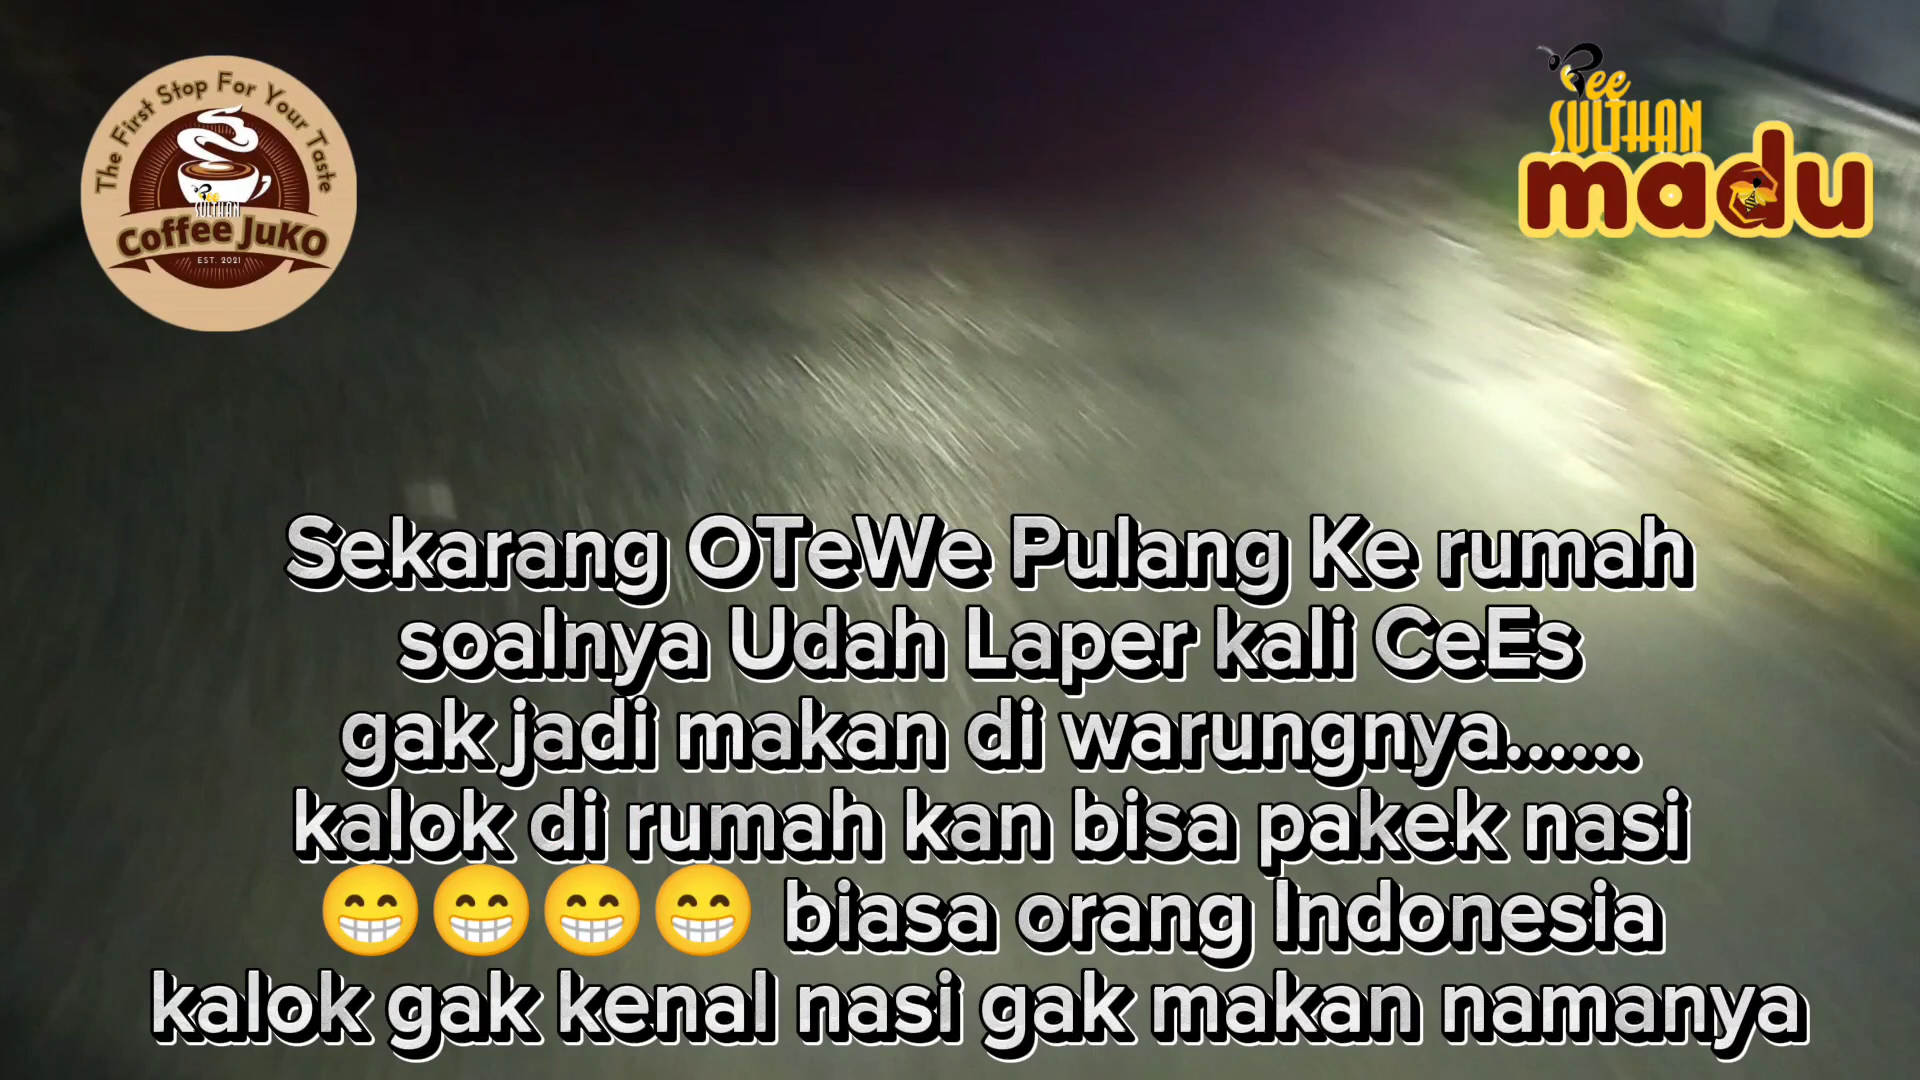 The First Stop For Your Taste
Bee
SULTHAN
Coffee JuKO
EST. 2021
Bee
SULTHAN
madu
Sekarang OTeWe Pulang Ke rumah
soalnya Udah Laper kali CeEs
gak jadi makan di warungnya......
kalok di rumah kan bisa pakek nasi
😁😁😁😁 biasa orang Indonesia
kalok gak kenal nasi gak makan namanya